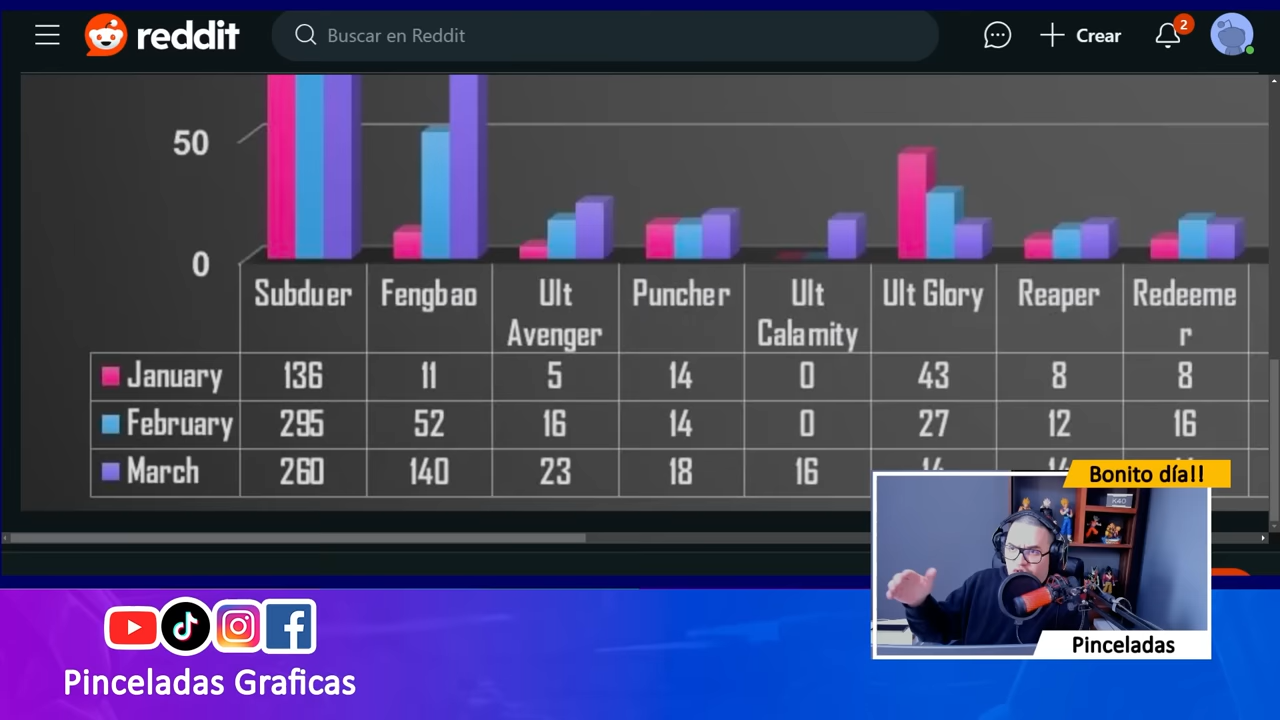 reddit
Buscar en Reddit
Crear
2
50
0
Subduer Fengbao Ult Avenger Puncher Ult Calamity Ult Glory Reaper Redeemer
January 136 11 5 14 0 43 8 8
February 295 52 16 14 0 27 12 16
March 260 140 23 18 16
Bonito día!!
K40
Pinceladas
Pinceladas Graficas